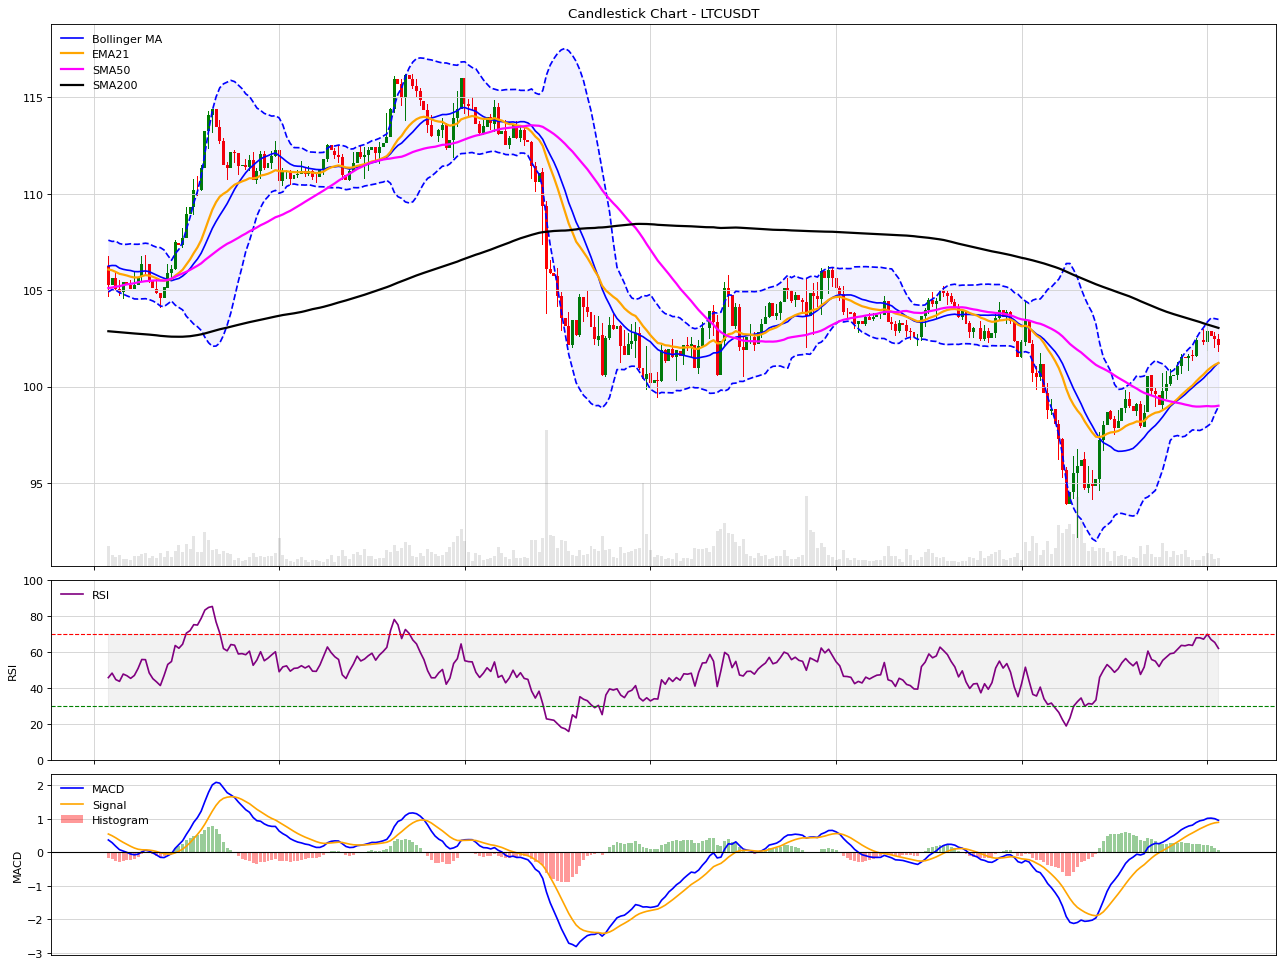 Candlestick Chart - LTCUSDT
Bollinger MA
EMA21
SMA50
SMA200
115
110
105
100
95
RSI
100
80
60
40
20
0
RSI
MACD
Signal
Histogram
2
1
0
−1
−2
−3
MACD